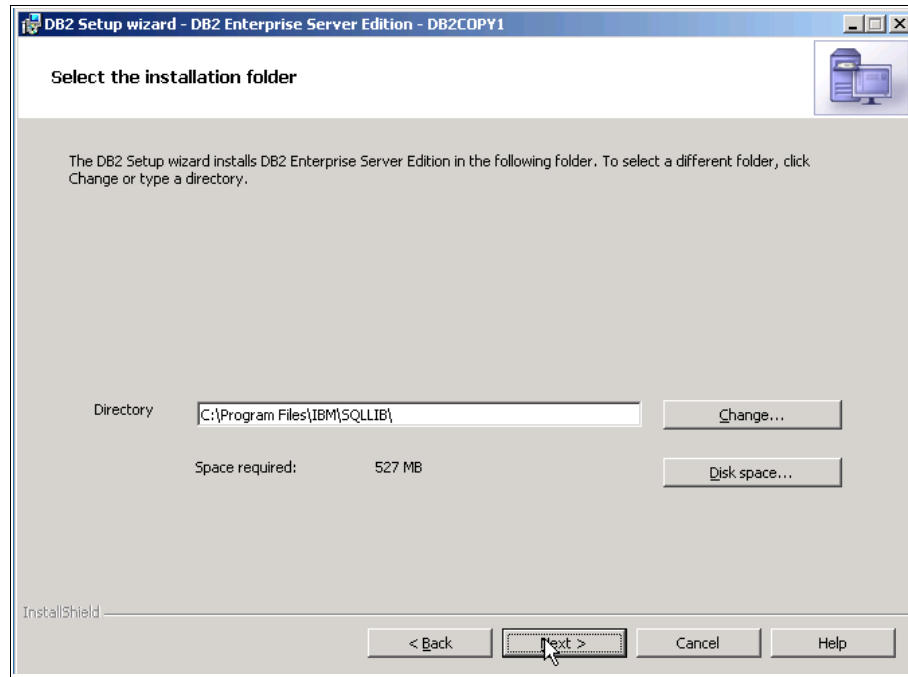 DB2 Setup wizard - DB2 Enterprise Server Edition - DB2COPY1
Select the installation folder
The DB2 Setup wizard installs DB2 Enterprise Server Edition in the following folder. To select a different folder, click
Change or type a directory.
Directory
C:\Program Files\IBM\SQLLIB\
Change...
Space required:
527 MB
Disk space...
InstallShield
< Back
Next >
Cancel
Help